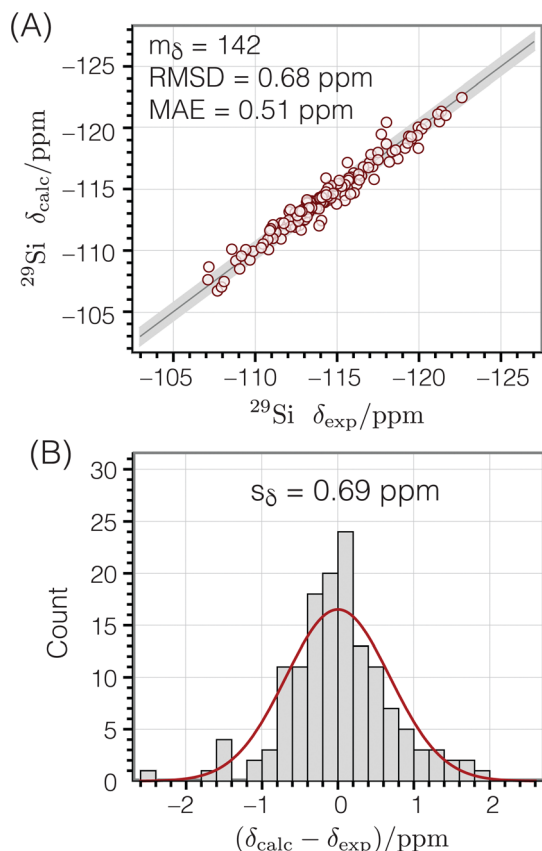 (A)
m_δ = 142
RMSD = 0.68 ppm
MAE = 0.51 ppm
²⁹Si δ_calc/ppm
−125
−120
−115
−110
−105
−105 −110 −115 −120 −125
²⁹Si δ_exp/ppm
(B)
s_δ = 0.69 ppm
Count
30
25
20
15
10
5
0
−2 −1 0 1 2
(δ_calc − δ_exp)/ppm